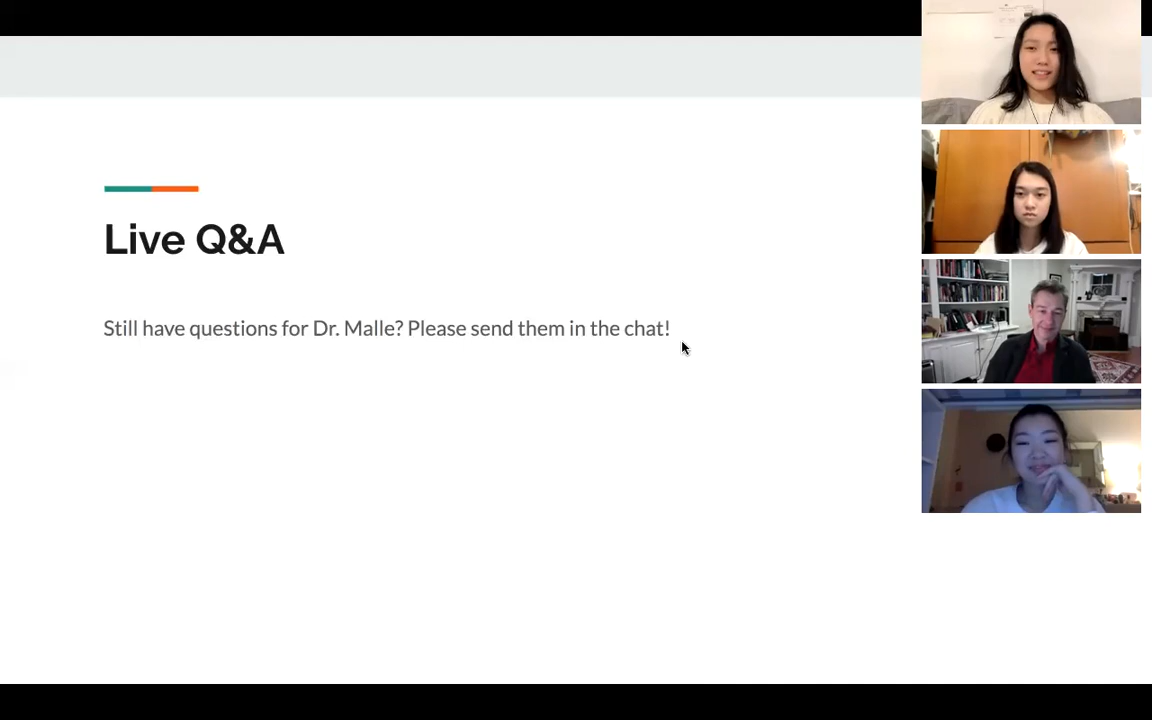 Live Q&A
Still have questions for Dr. Malle? Please send them in the chat!